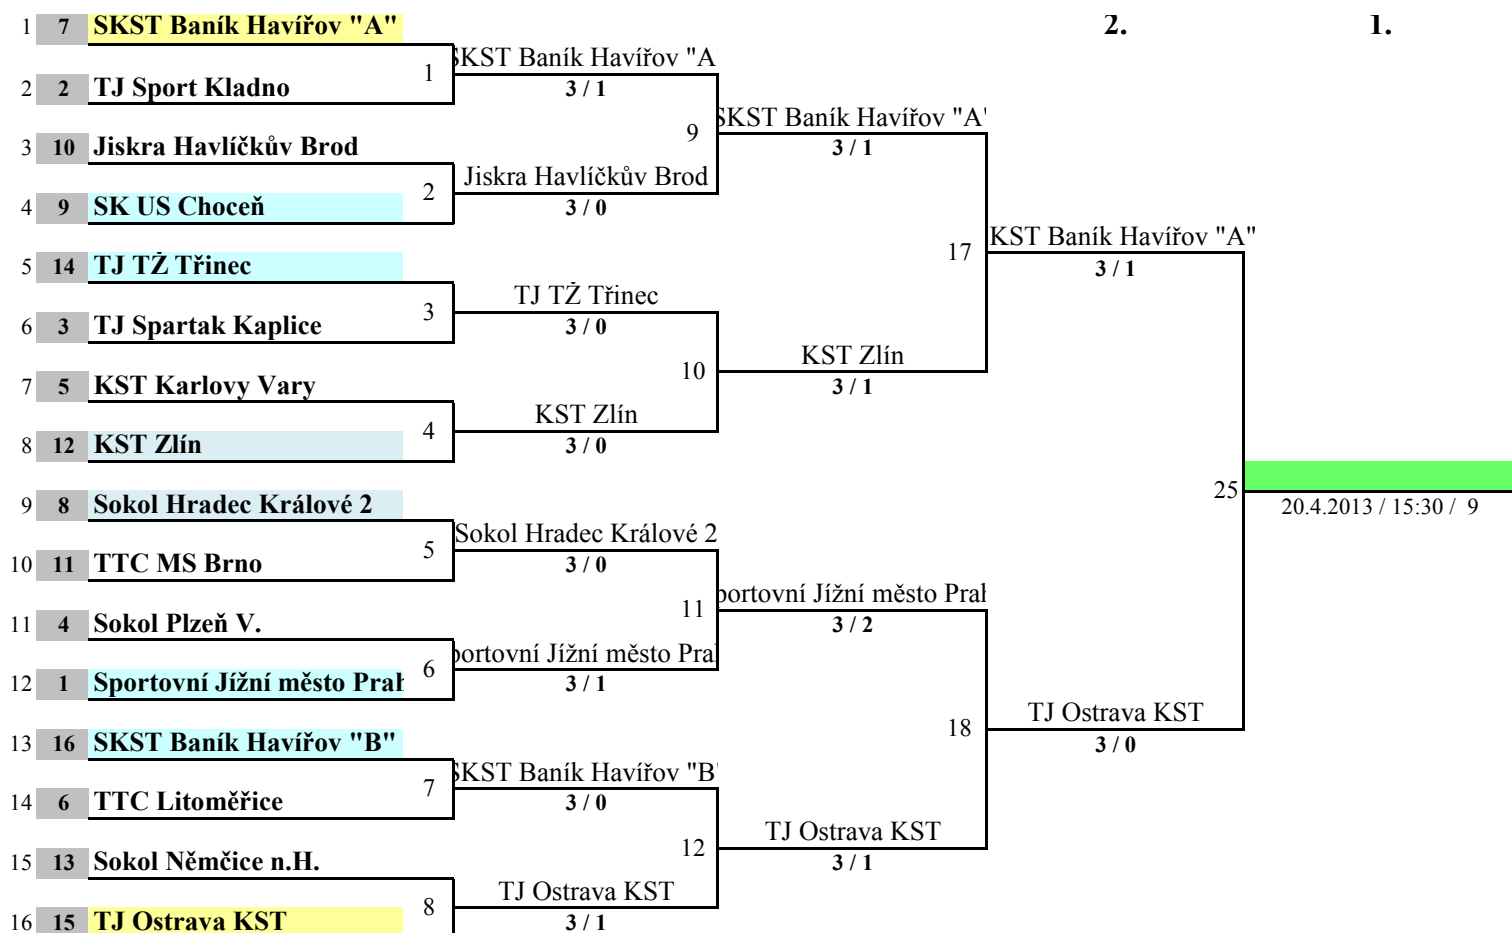 2. 1.
1 7 SKST Baník Havířov "A"
SKST Baník Havířov "A
1
3 / 1
2 2 TJ Sport Kladno
SKST Baník Havířov "A'
9
3 / 1
3 10 Jiskra Havlíčkův Brod
Jiskra Havlíčkův Brod
2
3 / 0
4 9 SK US Choceň
KST Baník Havířov "A"
17
3 / 1
5 14 TJ TŽ Třinec
TJ TŽ Třinec
3
3 / 0
6 3 TJ Spartak Kaplice
KST Zlín
10
3 / 1
7 5 KST Karlovy Vary
KST Zlín
4
3 / 0
8 12 KST Zlín
25
20.4.2013 / 15:30 / 9
9 8 Sokol Hradec Králové 2
Sokol Hradec Králové 2
5
3 / 0
10 11 TTC MS Brno
portovní Jížní město Prah
11
3 / 2
11 4 Sokol Plzeň V.
portovní Jížní město Pra
6
3 / 1
12 1 Sportovní Jížní město Prah
TJ Ostrava KST
18
3 / 0
13 16 SKST Baník Havířov "B"
SKST Baník Havířov "B'
7
3 / 0
14 6 TTC Litoměřice
TJ Ostrava KST
12
3 / 1
15 13 Sokol Němčice n.H.
TJ Ostrava KST
8
3 / 1
16 15 TJ Ostrava KST